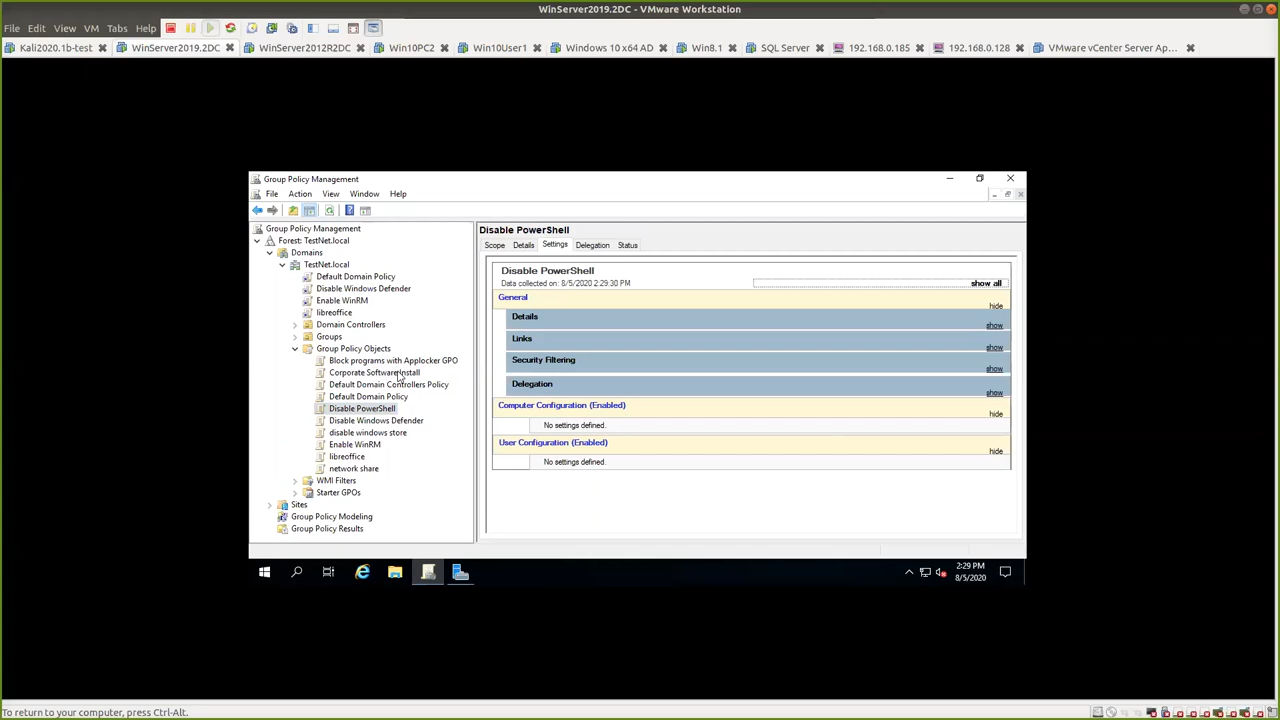 WinServer2019.2DC - VMware Workstation
File Edit View VM Tabs Help
Kali2020.1b-test WinServer2019.2DC WinServer2012R2DC Win10PC2 Win10User1 Windows 10 x64 AD Win8.1 SQL Server 192.168.0.185 192.168.0.128 VMware vCenter Server Ap...
Group Policy Management
File Action View Window Help
Group Policy Management
Forest: TestNet.local
Domains
TestNet.local
Default Domain Policy
Disable Windows Defender
Enable WinRM
libreoffice
Domain Controllers
Groups
Group Policy Objects
Block programs with Applocker GPO
Corporate Software Install
Default Domain Controllers Policy
Default Domain Policy
Disable PowerShell
Disable Windows Defender
disable windows store
Enable WinRM
libreoffice
network share
WMI Filters
Starter GPOs
Sites
Group Policy Modeling
Group Policy Results
Disable PowerShell
Scope Details Settings Delegation Status
Disable PowerShell
Data collected on: 8/5/2020 2:29:30 PM show all
General hide
Details show
Links show
Security Filtering show
Delegation show
Computer Configuration (Enabled) hide
No settings defined.
User Configuration (Enabled) hide
No settings defined.
2:29 PM
8/5/2020
To return to your computer, press Ctrl-Alt.